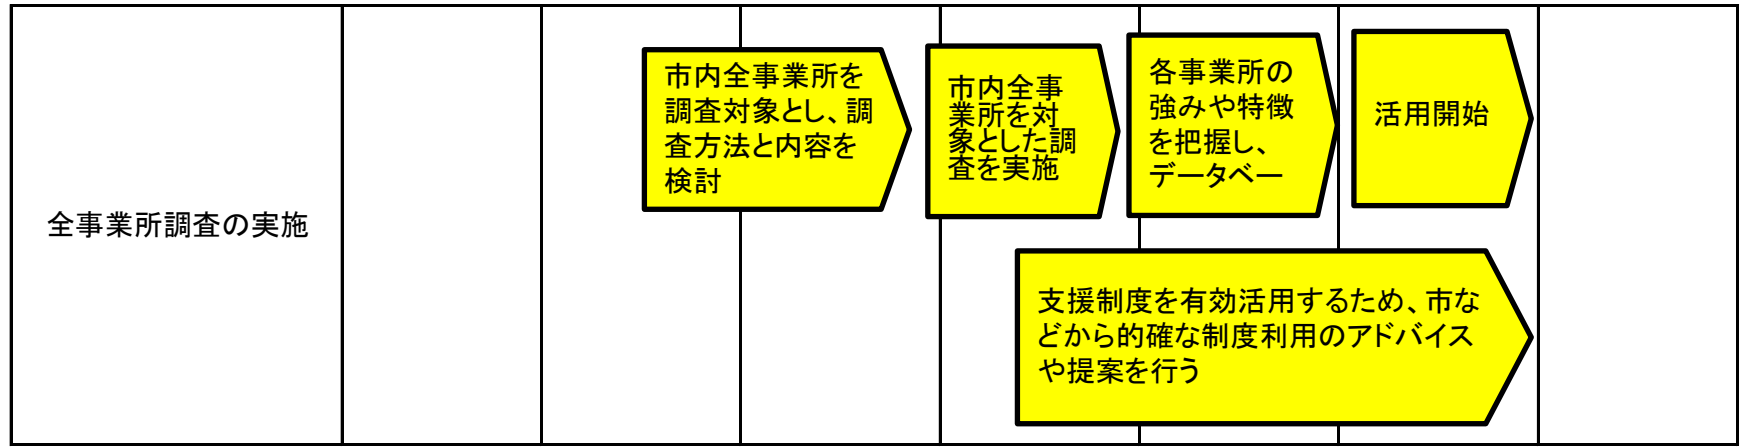 全事業所調査の実施
市内全事業所を
調査対象とし、調
査方法と内容を
検討
市内全事
業所を対
象とした調
査を実施
各事業所の
強みや特徴
を把握し、
データベー
活用開始
支援制度を有効活用するため、市な
どから的確な制度利用のアドバイス
や提案を行う